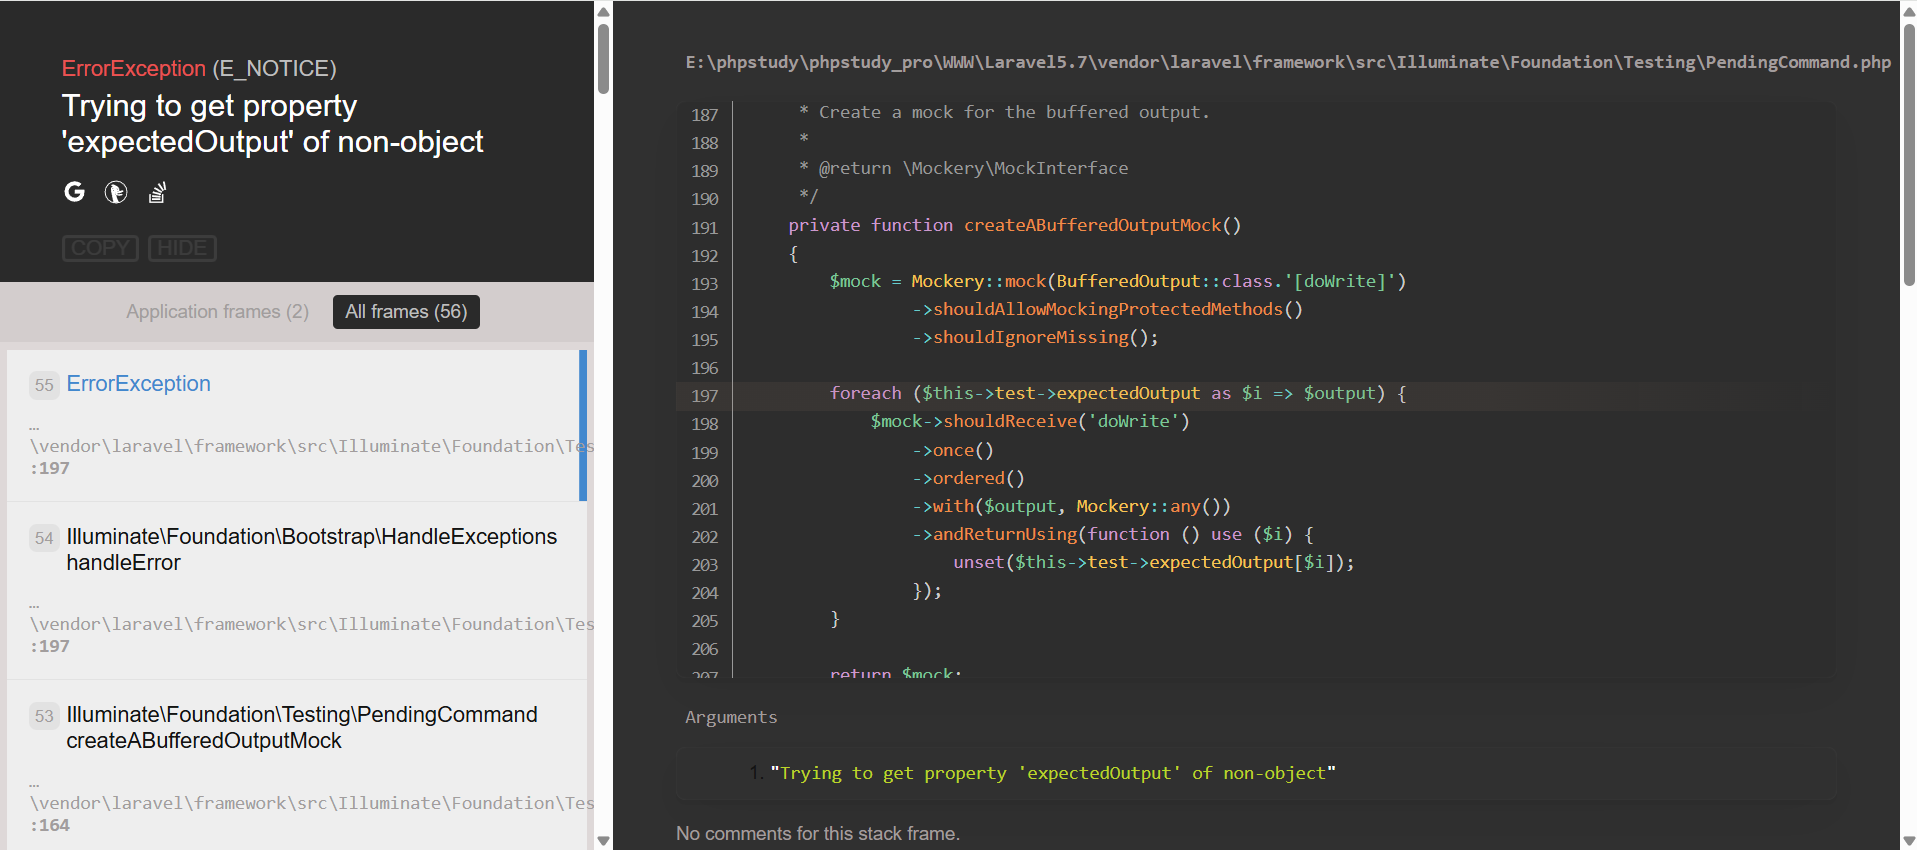 ErrorException (E_NOTICE)
Trying to get property
'expectedOutput' of non-object
COPY HIDE
Application frames (2) All frames (56)
55 ErrorException
…
\vendor\laravel\framework\src\Illuminate\Foundation\Tes
:197
54 Illuminate\Foundation\Bootstrap\HandleExceptions
handleError
…
\vendor\laravel\framework\src\Illuminate\Foundation\Tes
:197
53 Illuminate\Foundation\Testing\PendingCommand
createABufferedOutputMock
…
\vendor\laravel\framework\src\Illuminate\Foundation\Tes
:164
E:\phpstudy\phpstudy_pro\WWW\Laravel5.7\vendor\laravel\framework\src\Illuminate\Foundation\Testing\PendingCommand.php
187 * Create a mock for the buffered output.
188 *
189 * @return \Mockery\MockInterface
190 */
191 private function createABufferedOutputMock()
192 {
193 $mock = Mockery::mock(BufferedOutput::class.'[doWrite]')
194 ->shouldAllowMockingProtectedMethods()
195 ->shouldIgnoreMissing();
196
197 foreach ($this->test->expectedOutput as $i => $output) {
198 $mock->shouldReceive('doWrite')
199 ->once()
200 ->ordered()
201 ->with($output, Mockery::any())
202 ->andReturnUsing(function () use ($i) {
203 unset($this->test->expectedOutput[$i]);
204 });
205 }
206
207 return $mock;
Arguments
1. "Trying to get property 'expectedOutput' of non-object"
No comments for this stack frame.